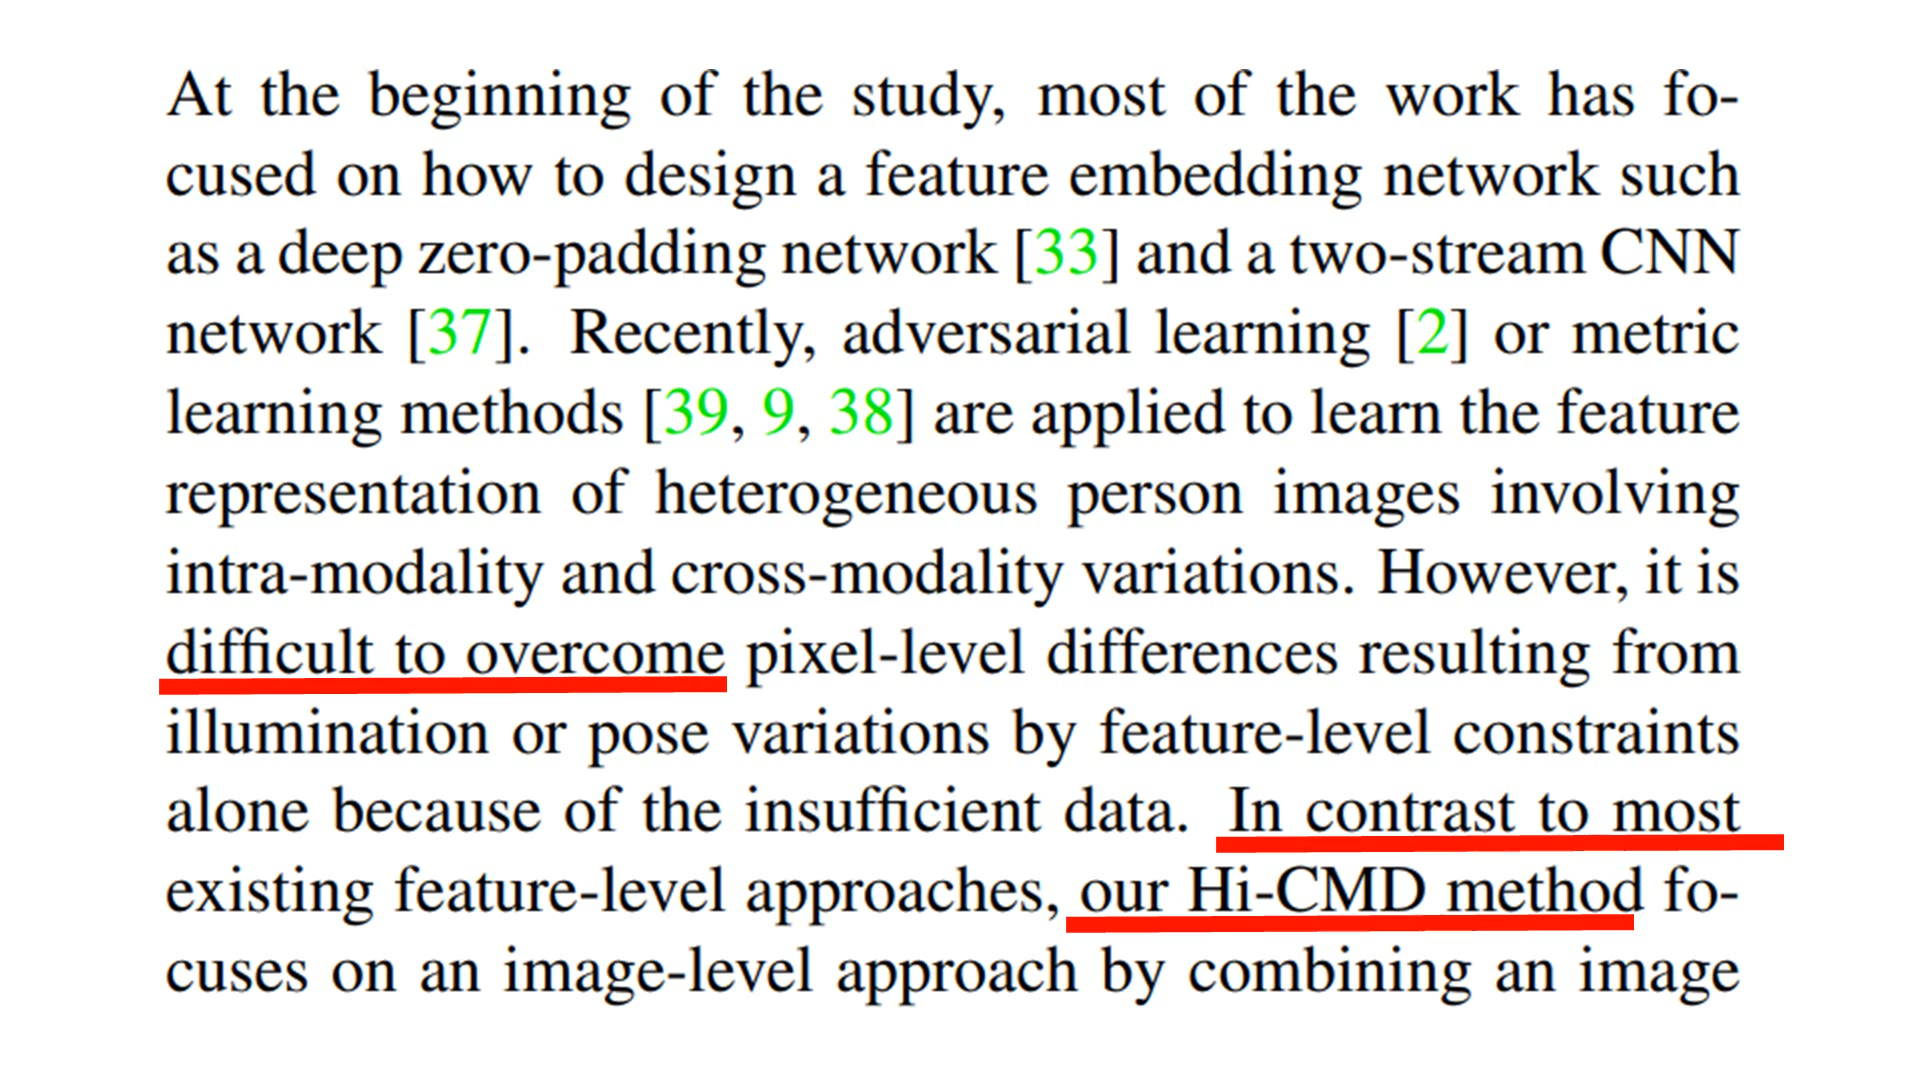 At the beginning of the study, most of the work has fo-
cused on how to design a feature embedding network such
as a deep zero-padding network [33] and a two-stream CNN
network [37]. Recently, adversarial learning [2] or metric
learning methods [39, 9, 38] are applied to learn the feature
representation of heterogeneous person images involving
intra-modality and cross-modality variations. However, it is
difficult to overcome pixel-level differences resulting from
illumination or pose variations by feature-level constraints
alone because of the insufficient data. In contrast to most
existing feature-level approaches, our Hi-CMD method fo-
cuses on an image-level approach by combining an image